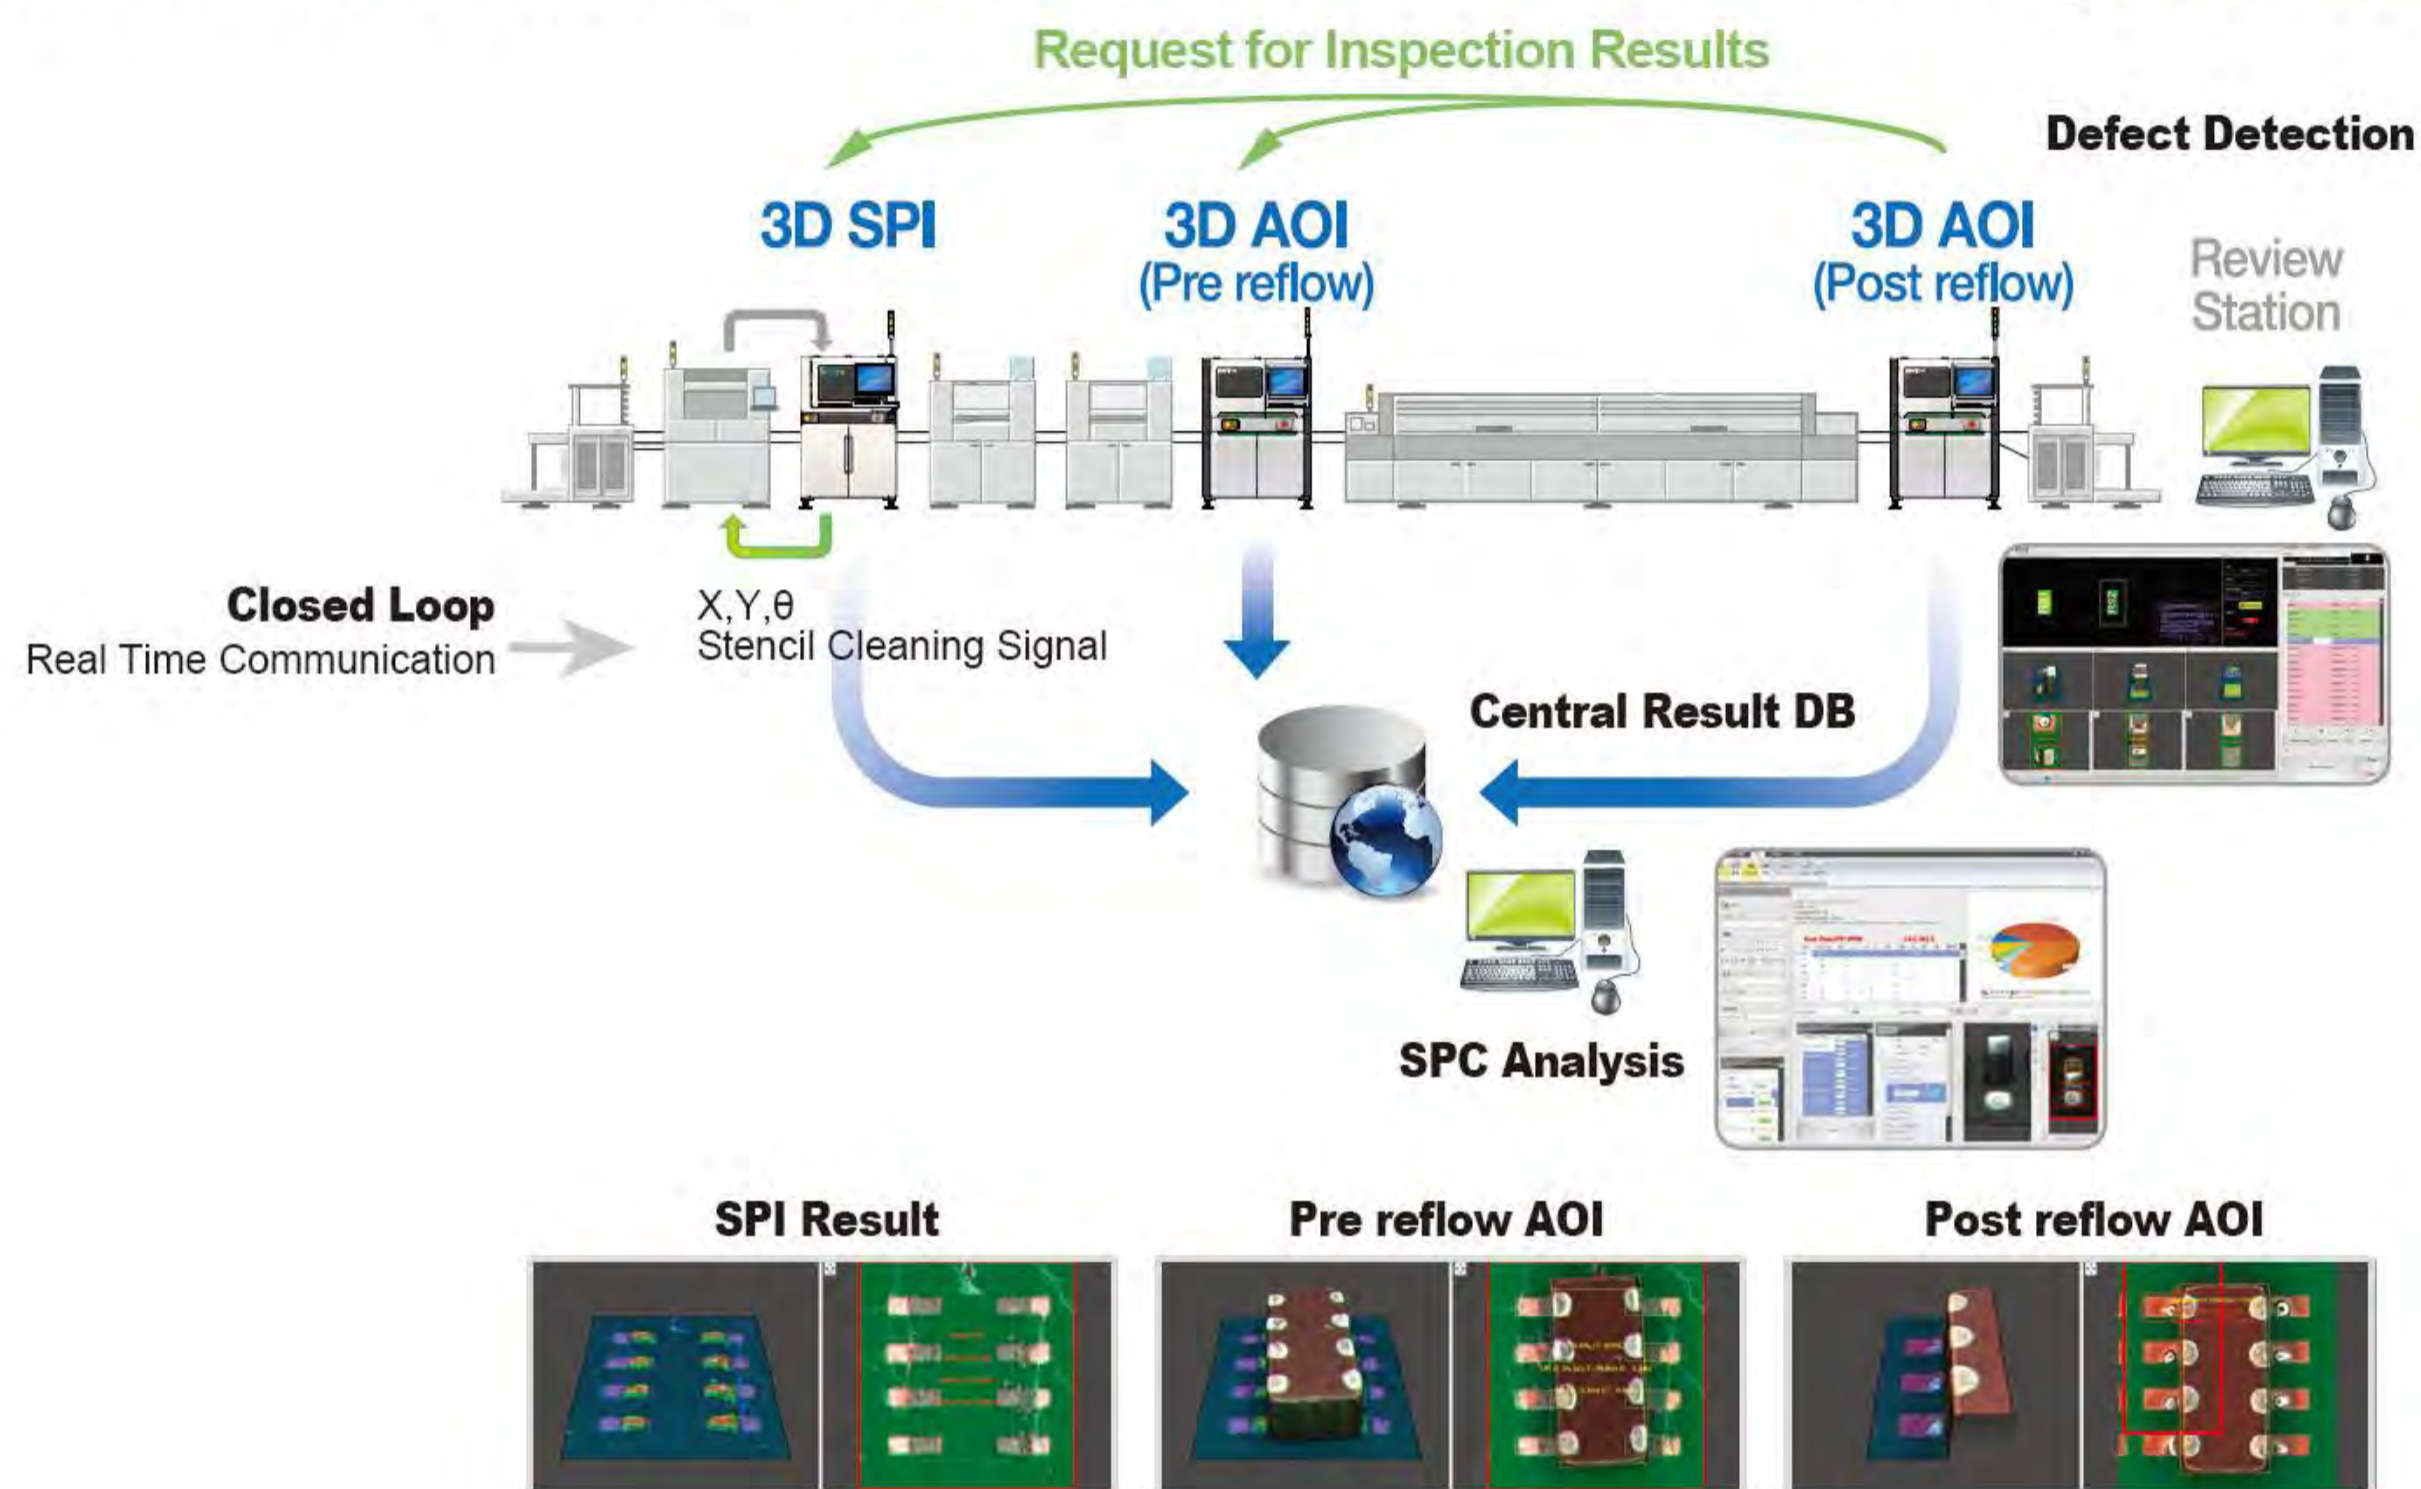 Request for Inspection Results
Defect Detection
3D SPI
3D AOI
(Pre reflow)
3D AOI
(Post reflow)
Review
Station
Closed Loop
Real Time Communication
X,Y,θ
Stencil Cleaning Signal
Central Result DB
SPC Analysis
SPI Result
Pre reflow AOI
Post reflow AOI